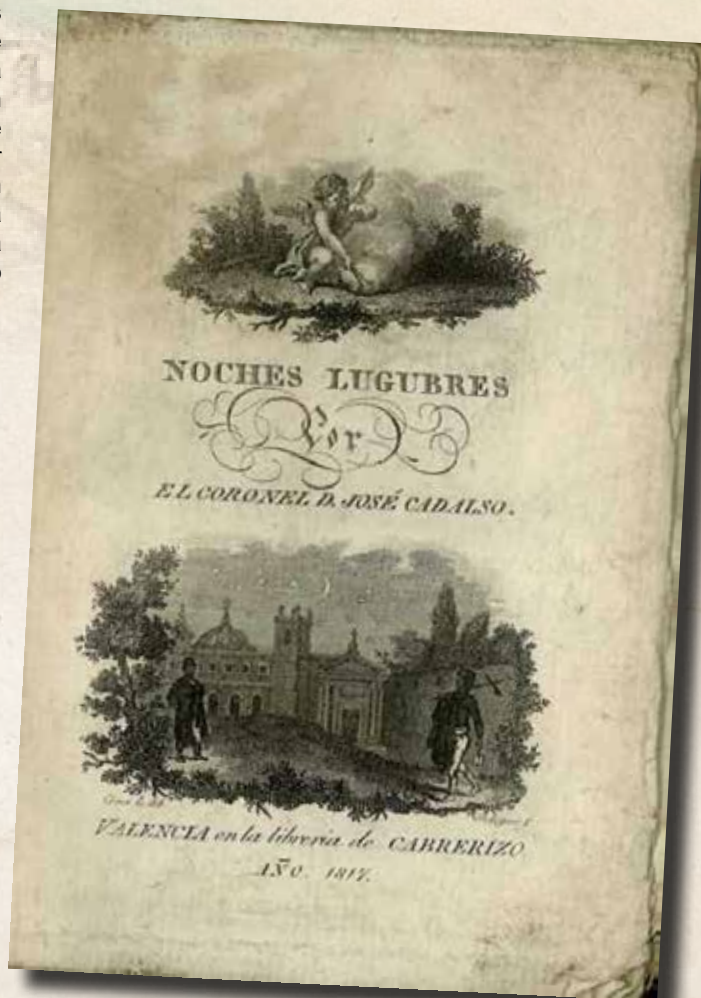 NOCHES LUGUBRES
Por
EL CORONEL D. JOSÉ CADALSO.
VALENCIA en la libreria de CABRERIZO
AÑO. 1817.